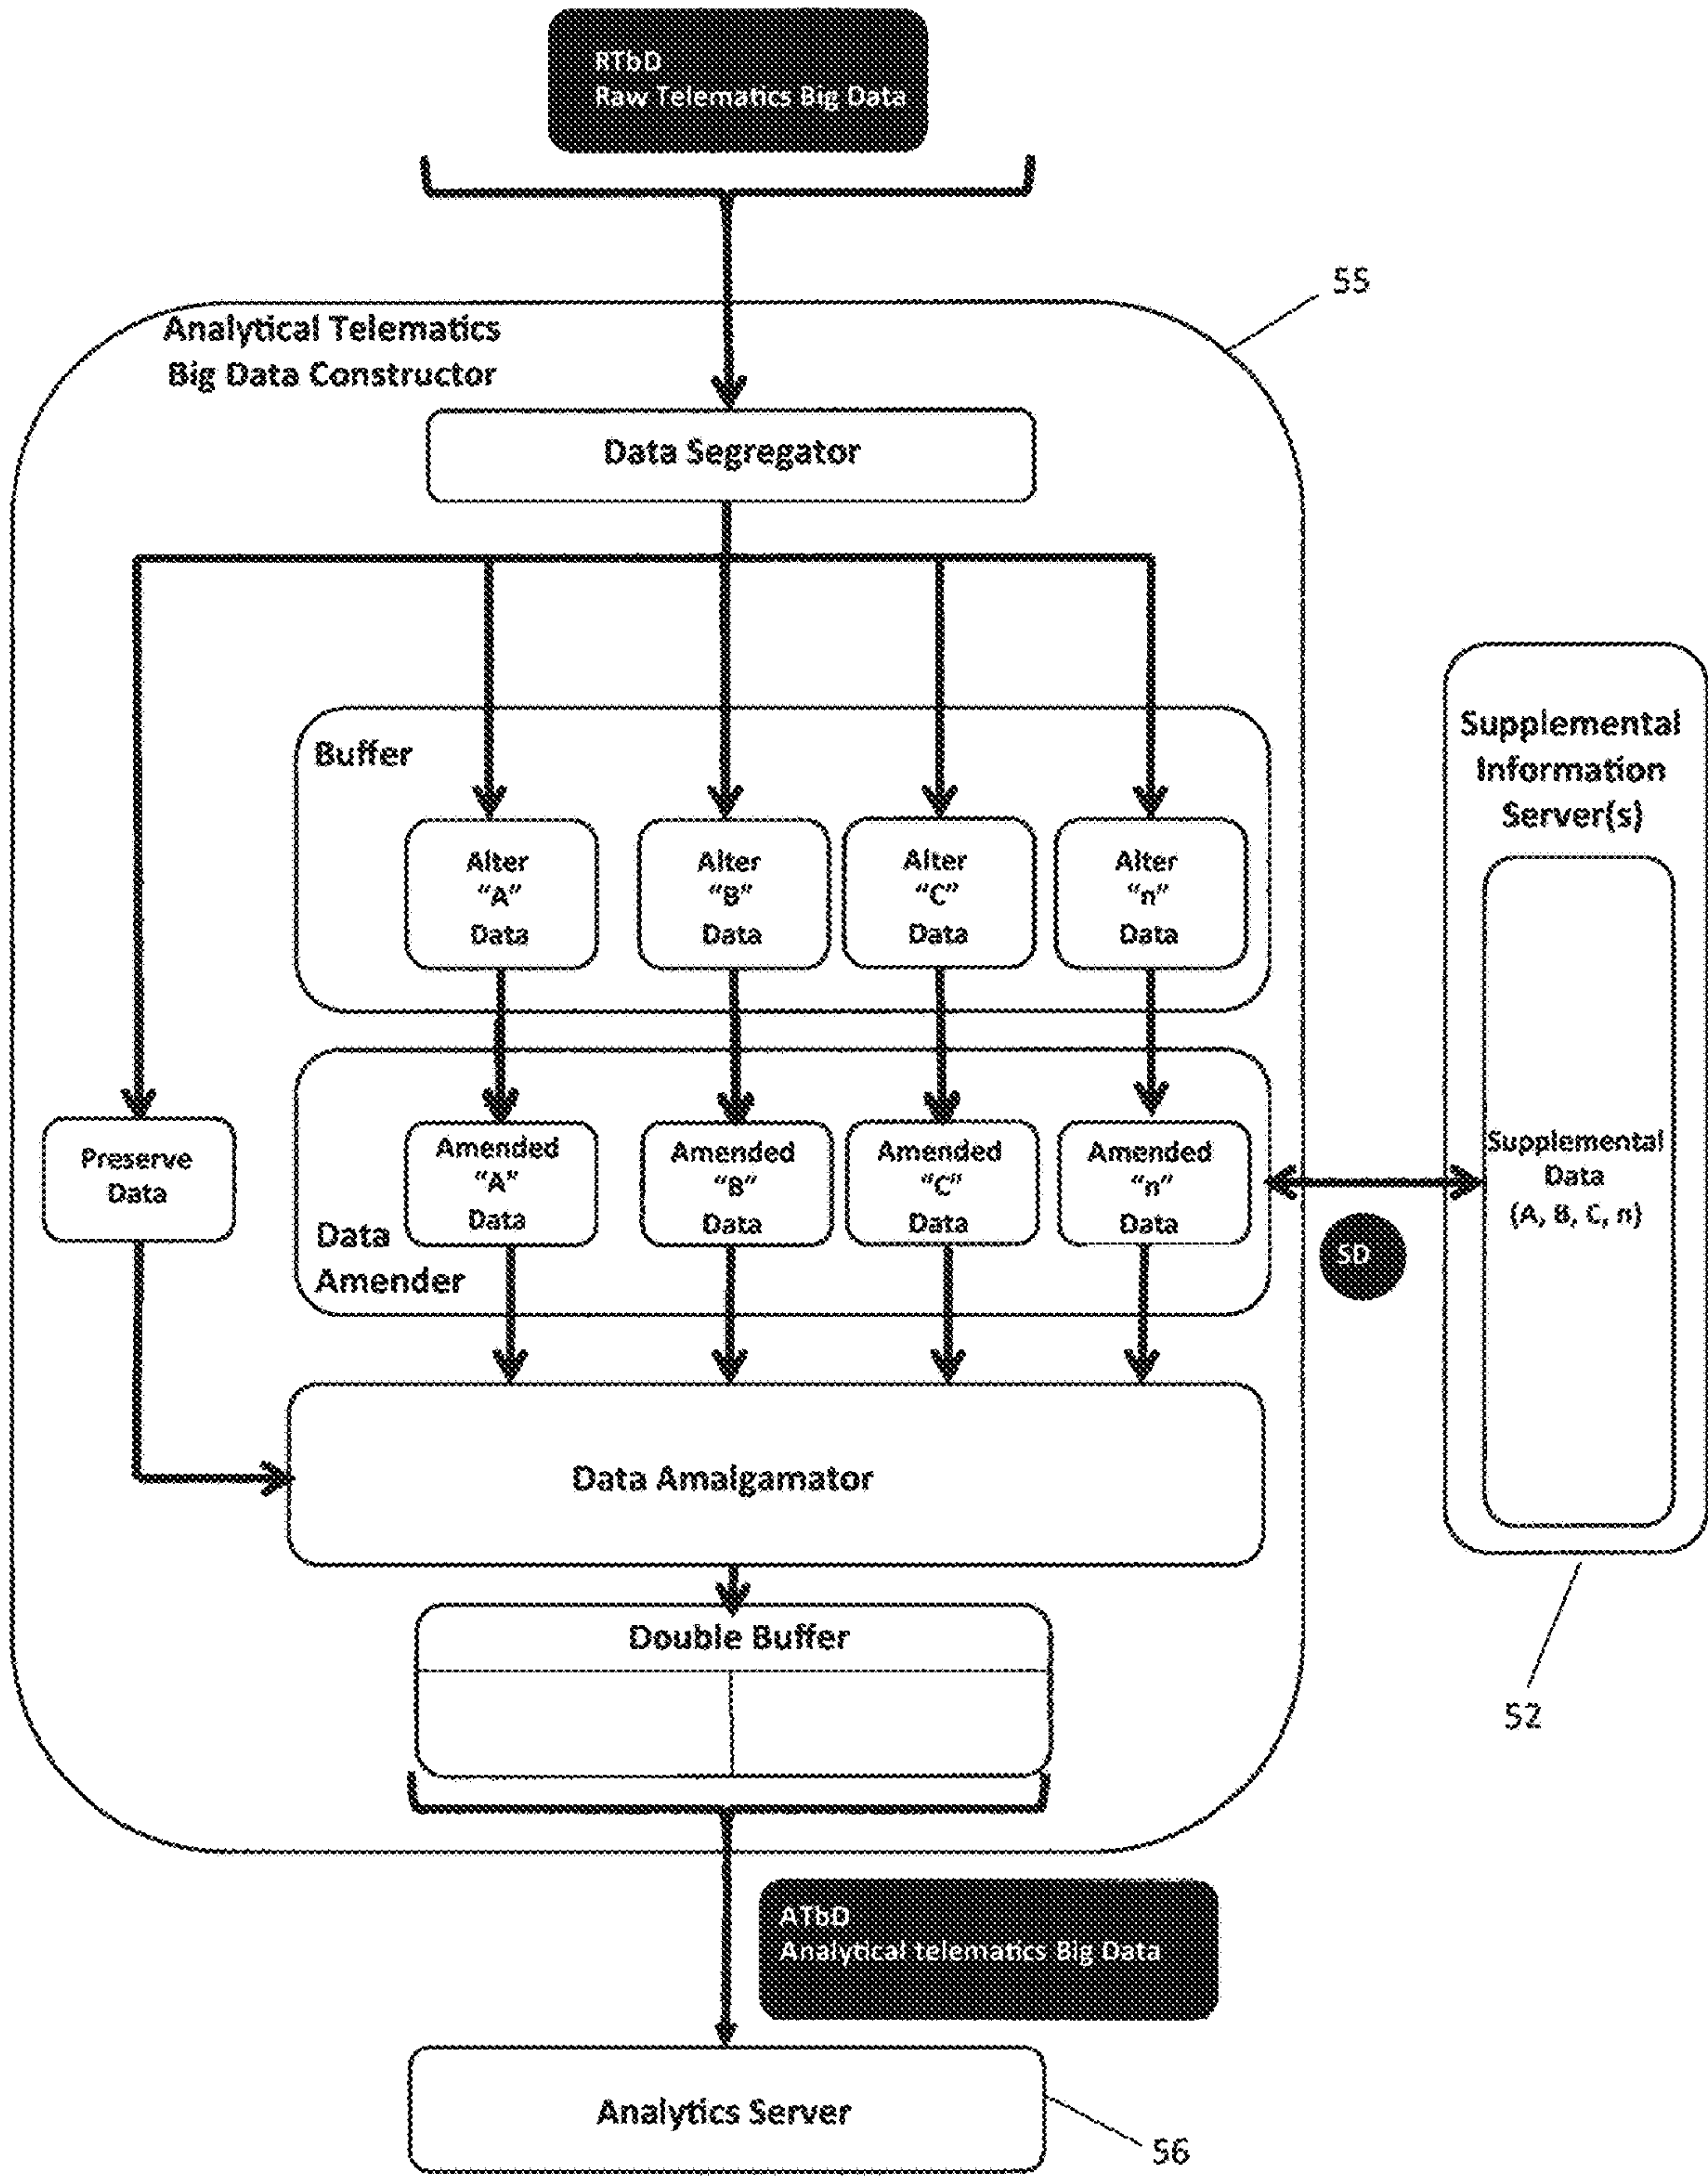 RTbD
Raw Telematics Big Data
55
Analytical Telematics
Big Data Constructor
Data Segregator
Buffer
Alter
“A”
Data
Alter
“B”
Data
Alter
“C”
Data
Alter
“n”
Data
Supplemental
Information
Server(s)
Preserve
Data
Amended
“A”
Data
Amended
“B”
Data
Amended
“C”
Data
Amended
“n”
Data
Data
Amender
SD
Supplemental
Data
(A, B, C, n)
Data Amalgamator
Double Buffer
52
ATbD
Analytical telematics Big Data
Analytics Server
56